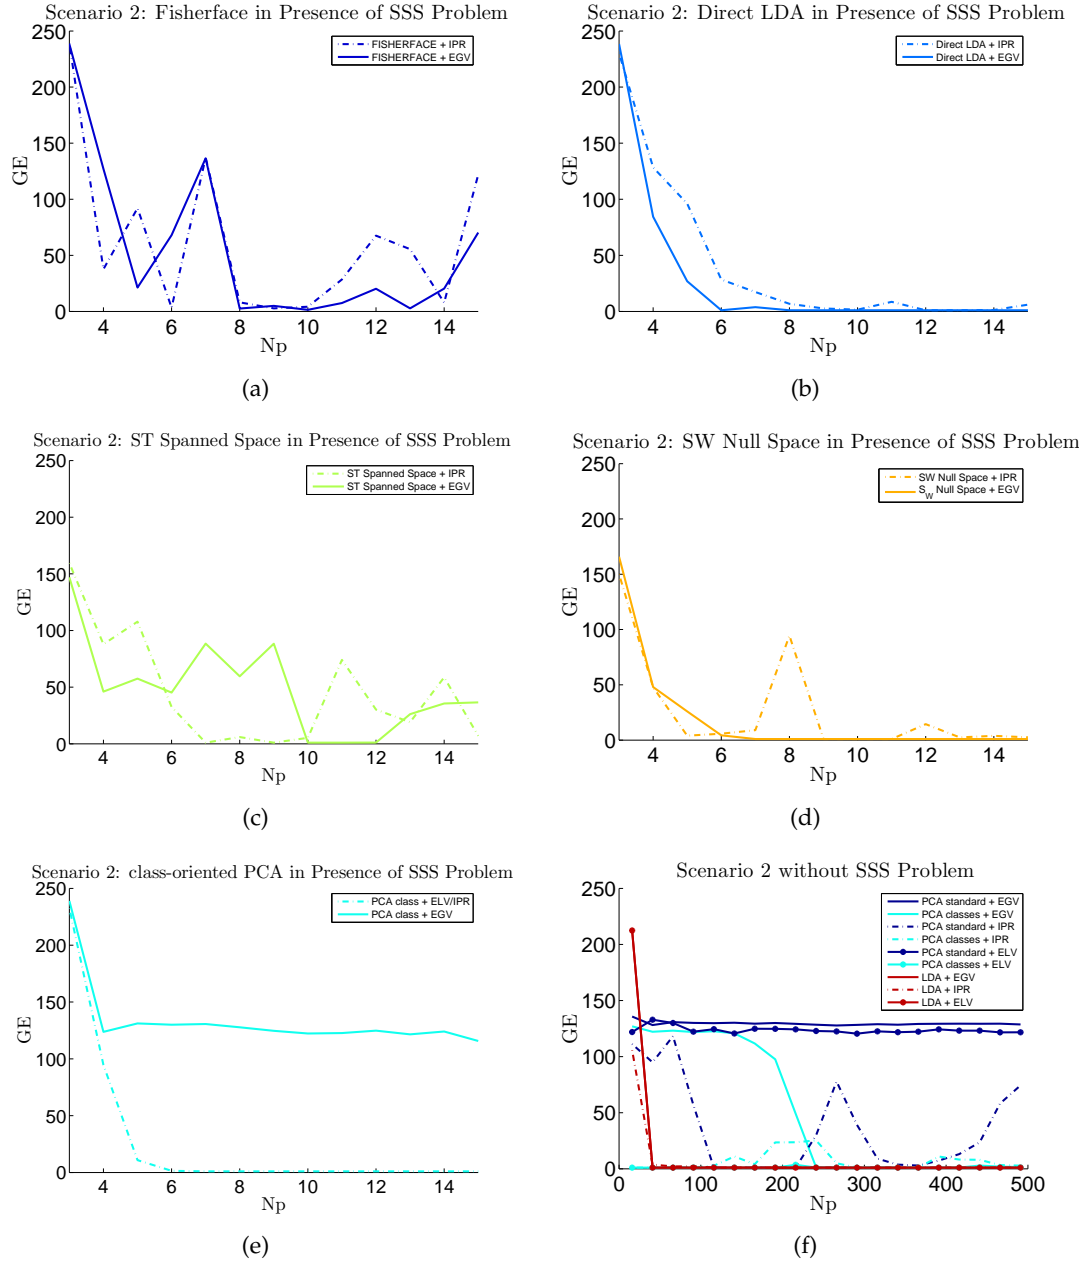 Scenario 2: Fisherface in Presence of SSS Problem
250
200
150
100
50
0
GE
4 6 8 10 12 14
Np
FISHERFACE + IPR
FISHERFACE + EGV
(a)
Scenario 2: Direct LDA in Presence of SSS Problem
250
200
150
100
50
0
GE
4 6 8 10 12 14
Np
Direct LDA + IPR
Direct LDA + EGV
(b)
Scenario 2: ST Spanned Space in Presence of SSS Problem
250
200
150
100
50
0
GE
4 6 8 10 12 14
Np
ST Spanned Space + IPR
ST Spanned Space + EGV
(c)
Scenario 2: SW Null Space in Presence of SSS Problem
250
200
150
100
50
0
GE
4 6 8 10 12 14
Np
SW Null Space + IPR
S_W Null Space + EGV
(d)
Scenario 2: class-oriented PCA in Presence of SSS Problem
250
200
150
100
50
0
GE
4 6 8 10 12 14
Np
PCA class + ELV/IPR
PCA class + EGV
(e)
Scenario 2 without SSS Problem
250
200
150
100
50
0
GE
0 100 200 300 400 500
Np
PCA standard + EGV
PCA classes + EGV
PCA standard + IPR
PCA classes + IPR
PCA standard + ELV
PCA classes + ELV
LDA + EGV
LDA + IPR
LDA + ELV
(f)